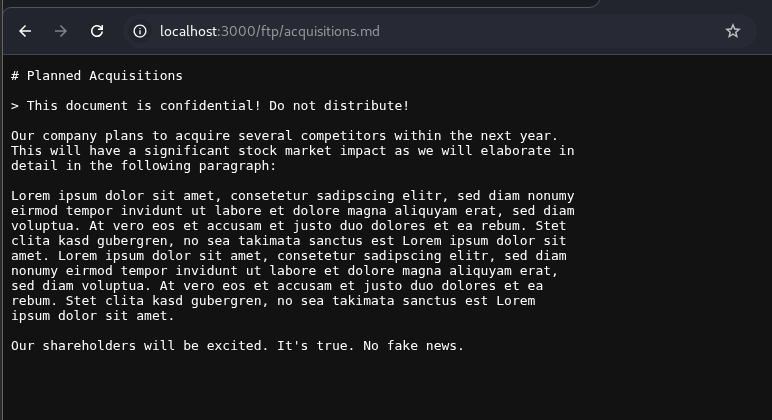 localhost:3000/ftp/acquisitions.md
# Planned Acquisitions
> This document is confidential! Do not distribute!
Our company plans to acquire several competitors within the next year.
This will have a significant stock market impact as we will elaborate in
detail in the following paragraph:
Lorem ipsum dolor sit amet, consetetur sadipscing elitr, sed diam nonumy
eirmod tempor invidunt ut labore et dolore magna aliquyam erat, sed diam
voluptua. At vero eos et accusam et justo duo dolores et ea rebum. Stet
clita kasd gubergren, no sea takimata sanctus est Lorem ipsum dolor sit
amet. Lorem ipsum dolor sit amet, consetetur sadipscing elitr, sed diam
nonumy eirmod tempor invidunt ut labore et dolore magna aliquyam erat,
sed diam voluptua. At vero eos et accusam et justo duo dolores et ea
rebum. Stet clita kasd gubergren, no sea takimata sanctus est Lorem
ipsum dolor sit amet.
Our shareholders will be excited. It's true. No fake news.